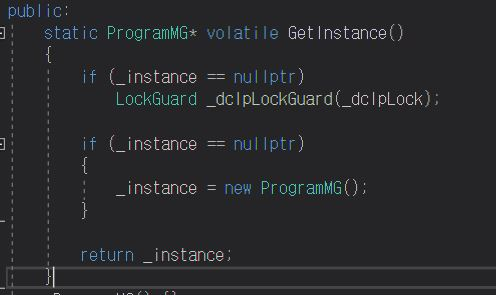 public:
static ProgramMG* volatile GetInstance()
{
if (_instance == nullptr)
LockGuard _dclpLockGuard(_dclpLock);
if (_instance == nullptr)
{
_instance = new ProgramMG();
}
return _instance;
}